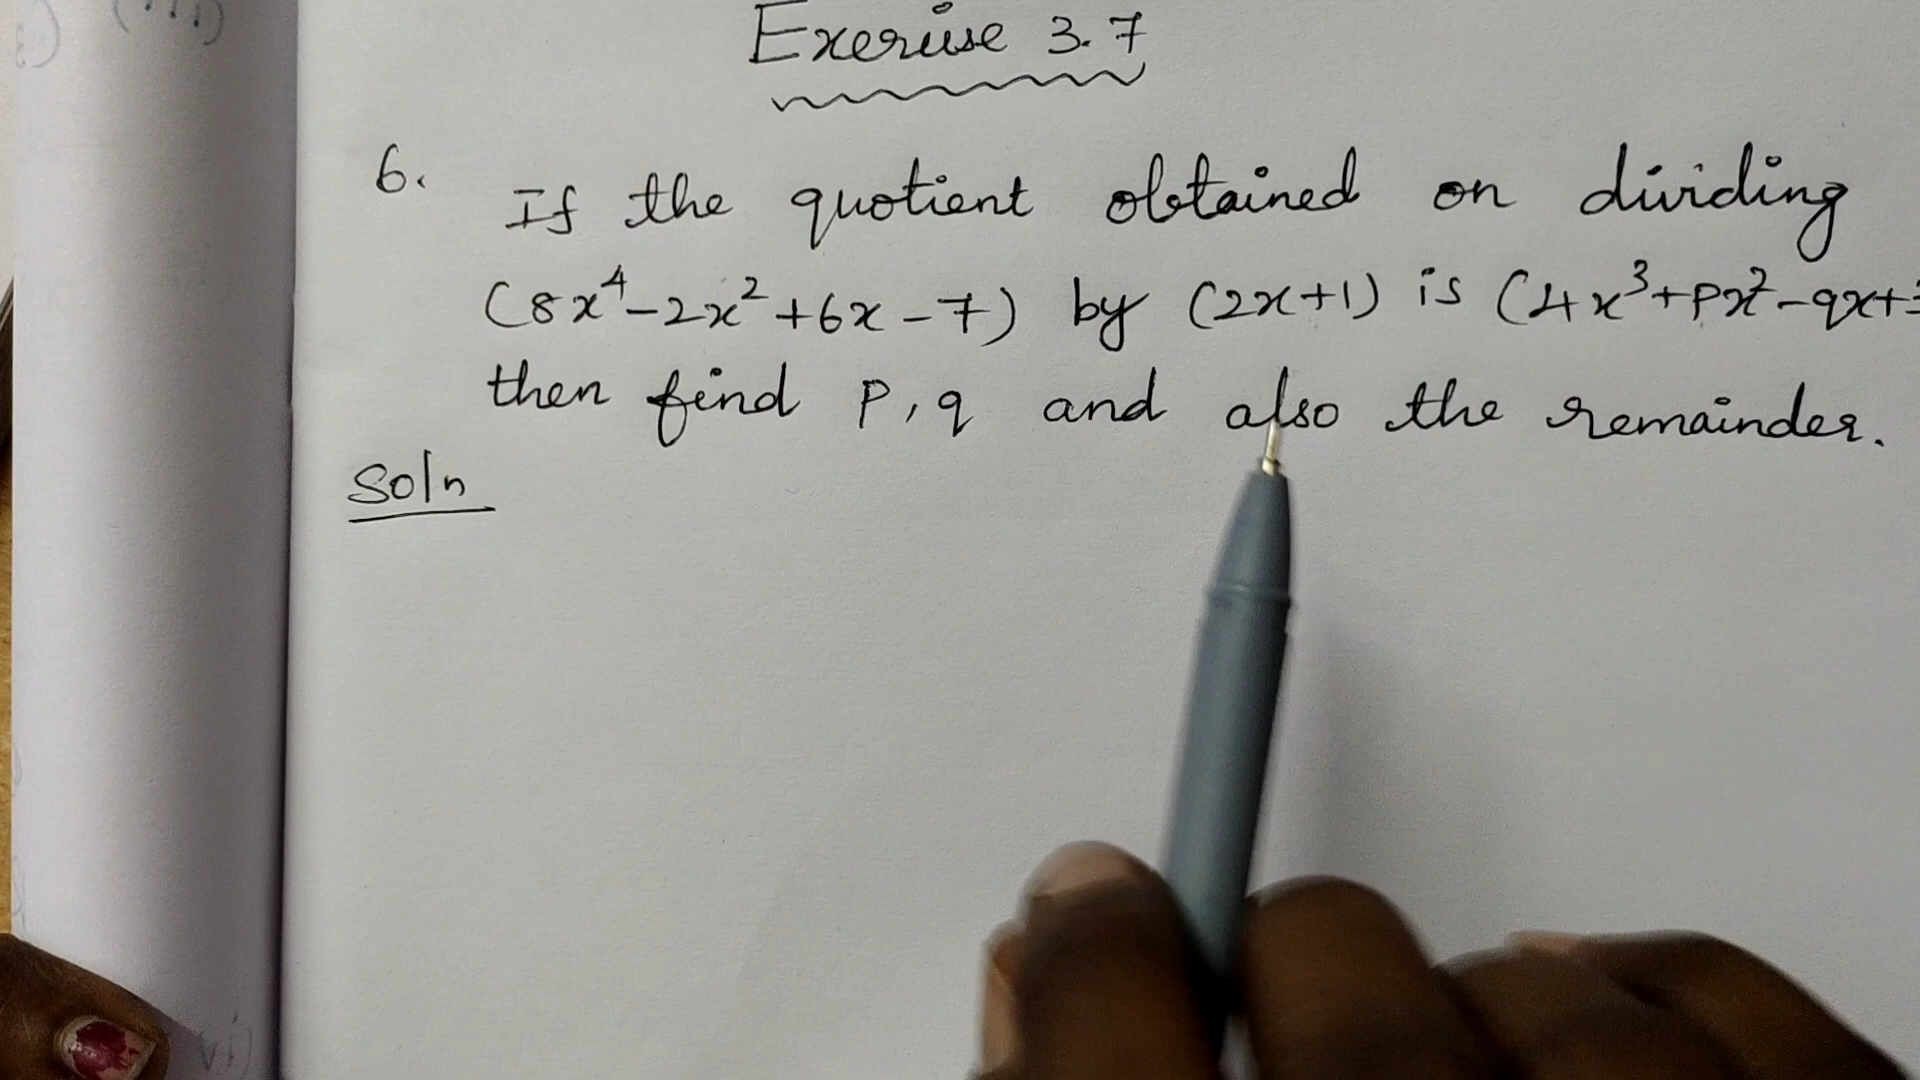 Exercise 3.7
6. If the quotient obtained on dividing
(8x⁴-2x²+6x-7) by (2x+1) is (4x³+px²-qx+
then find p,q and also the remainder.
Soln